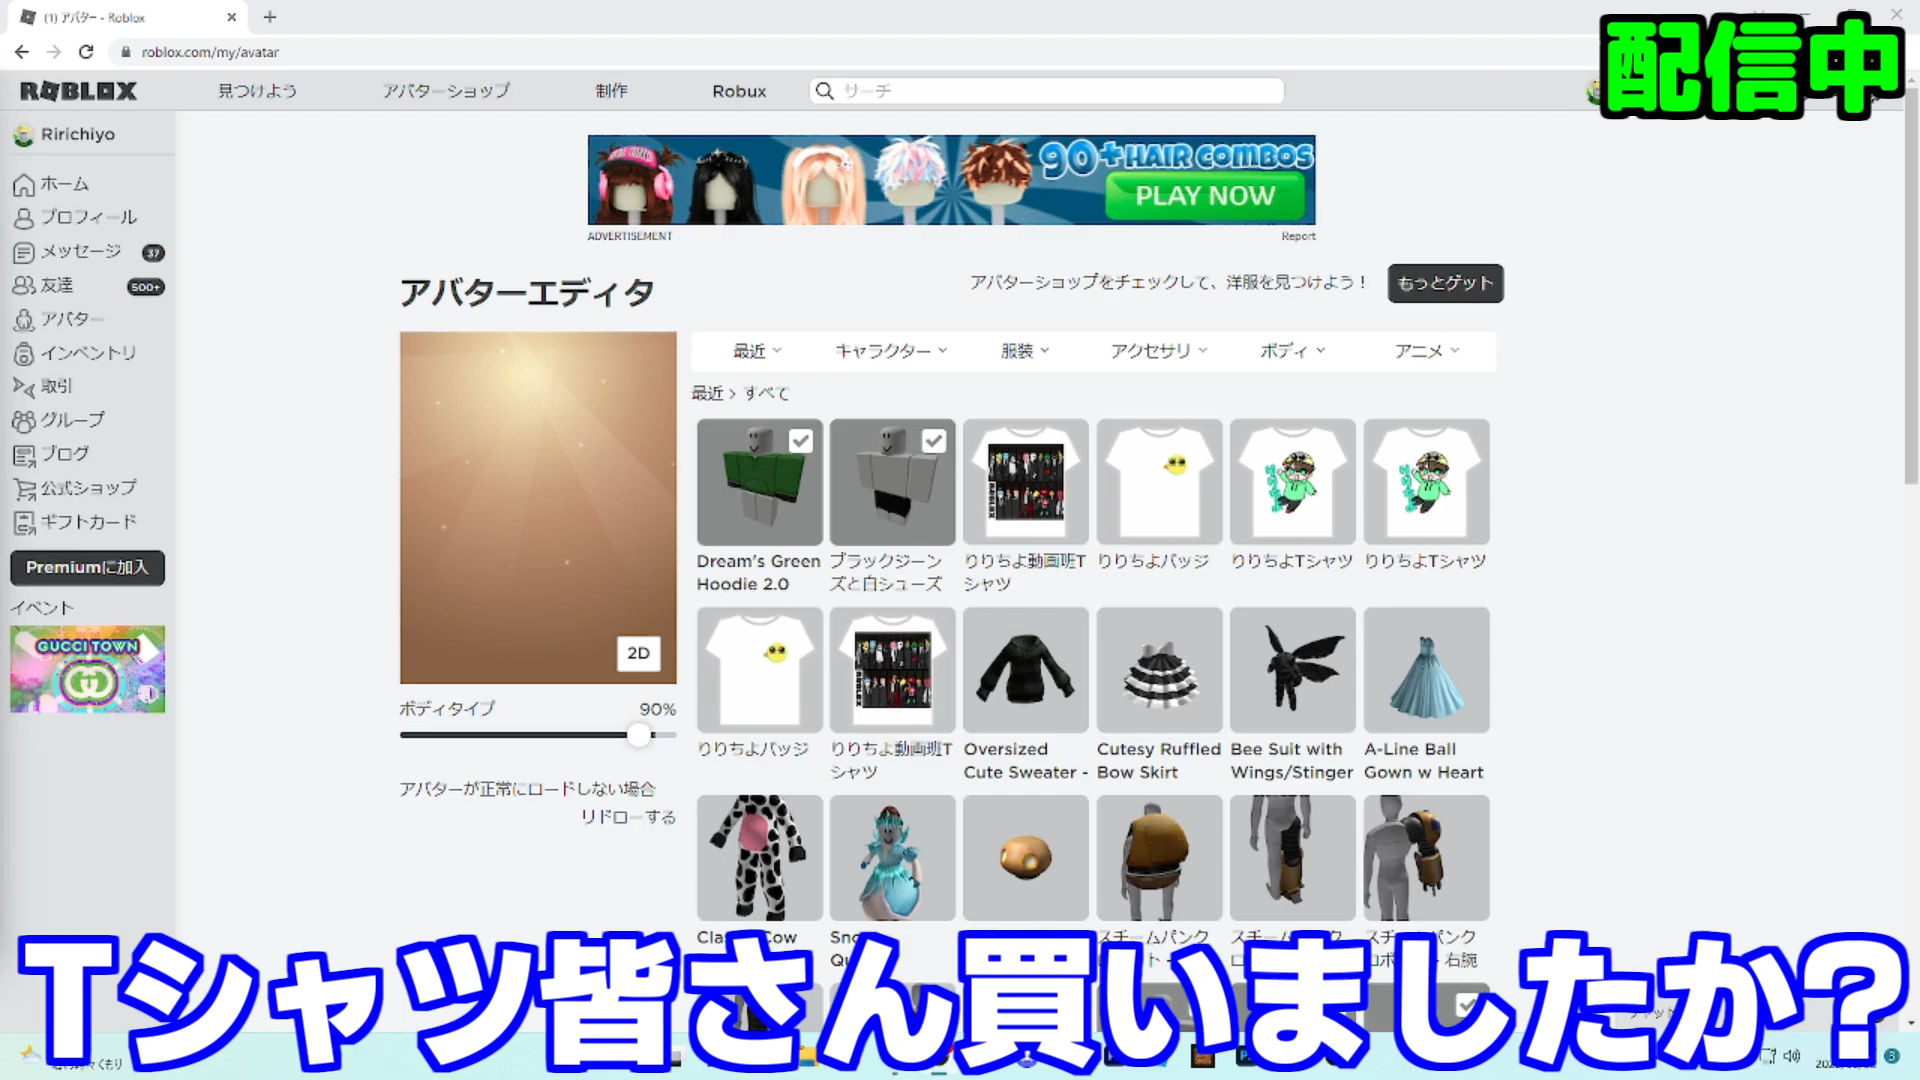 (1) アバター - Roblox
roblox.com/my/avatar
配信中
ROBLOX
見つけよう
アバターショップ
制作
Robux
サーチ
Ririchiyo
ホーム
プロフィール
メッセージ 37
友達 500+
アバター
インベントリ
取引
グループ
ブログ
公式ショップ
ギフトカード
Premiumに加入
イベント
GUCCI TOWN
90+ HAIR COMBOS
PLAY NOW
ADVERTISEMENT
Report
アバターエディタ
アバターショップをチェックして、洋服を見つけよう！
もっとゲット
2D
ボディタイプ 90%
アバターが正常にロードしない場合
リドローする
最近 キャラクター 服装 アクセサリ ボディ アニメ
最近 > すべて
Dream's Green
Hoodie 2.0
ブラックジーン
ズと白シューズ
りりちよ動画班T
シャツ
りりちよバッジ
りりちよTシャツ
りりちよTシャツ
りりちよバッジ
りりちよ動画班T
シャツ
Oversized
Cute Sweater -
Cutesy Ruffled
Bow Skirt
Bee Suit with
Wings/Stinger
A-Line Ball
Gown w Heart
Tシャツ皆さん買いましたか?
3